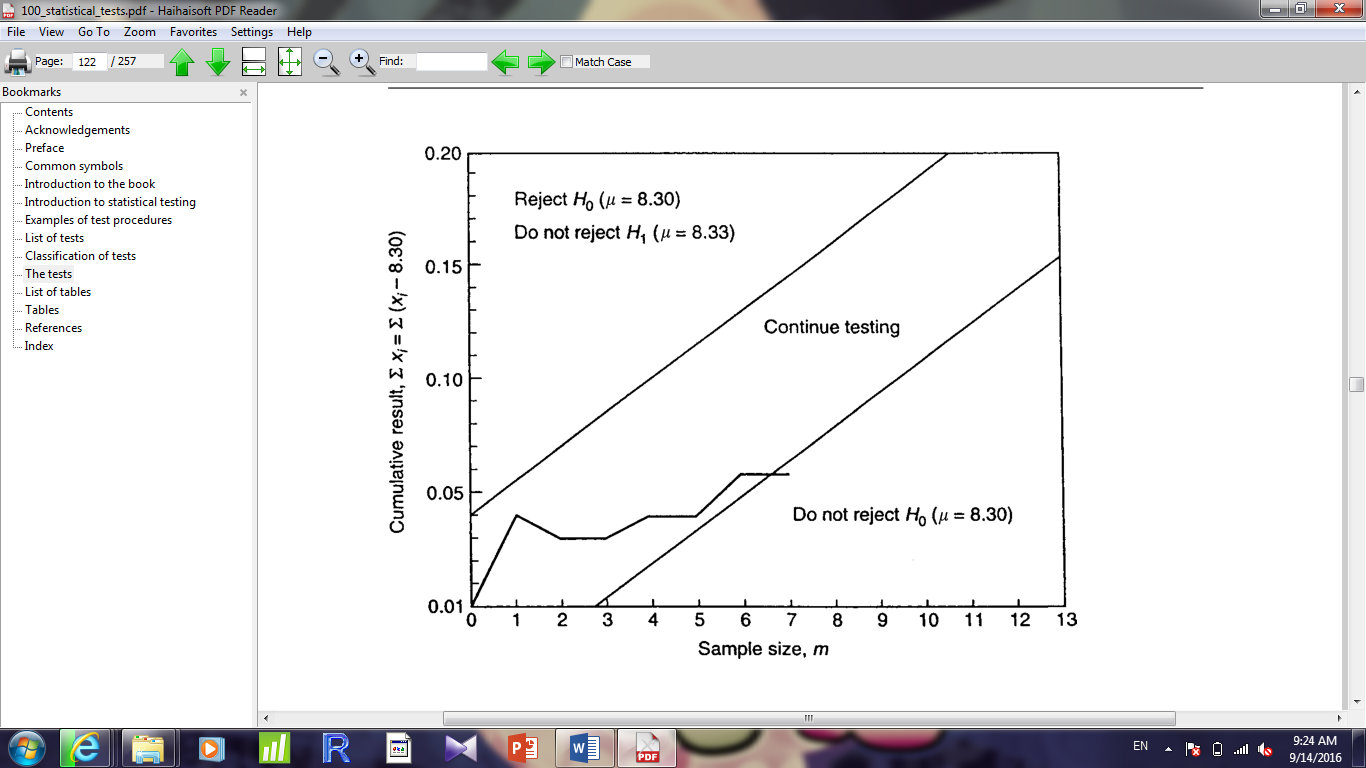 100_statistical_tests.pdf - Haihaisoft PDF Reader
File View Go To Zoom Favorites Settings Help
Page: 122 / 257 Find: Match Case
Bookmarks
Contents
Acknowledgements
Preface
Common symbols
Introduction to the book
Introduction to statistical testing
Examples of test procedures
List of tests
Classification of tests
The tests
List of tables
Tables
References
Index
Cumulative result, Σ xᵢ = Σ (xᵢ – 8.30)
0.20
0.15
0.10
0.05
0.01
Reject H₀ (μ = 8.30)
Do not reject H₁ (μ = 8.33)
Continue testing
Do not reject H₀ (μ = 8.30)
0 1 2 3 4 5 6 7 8 9 10 11 12 13
Sample size, m
EN
9:24 AM
9/14/2016